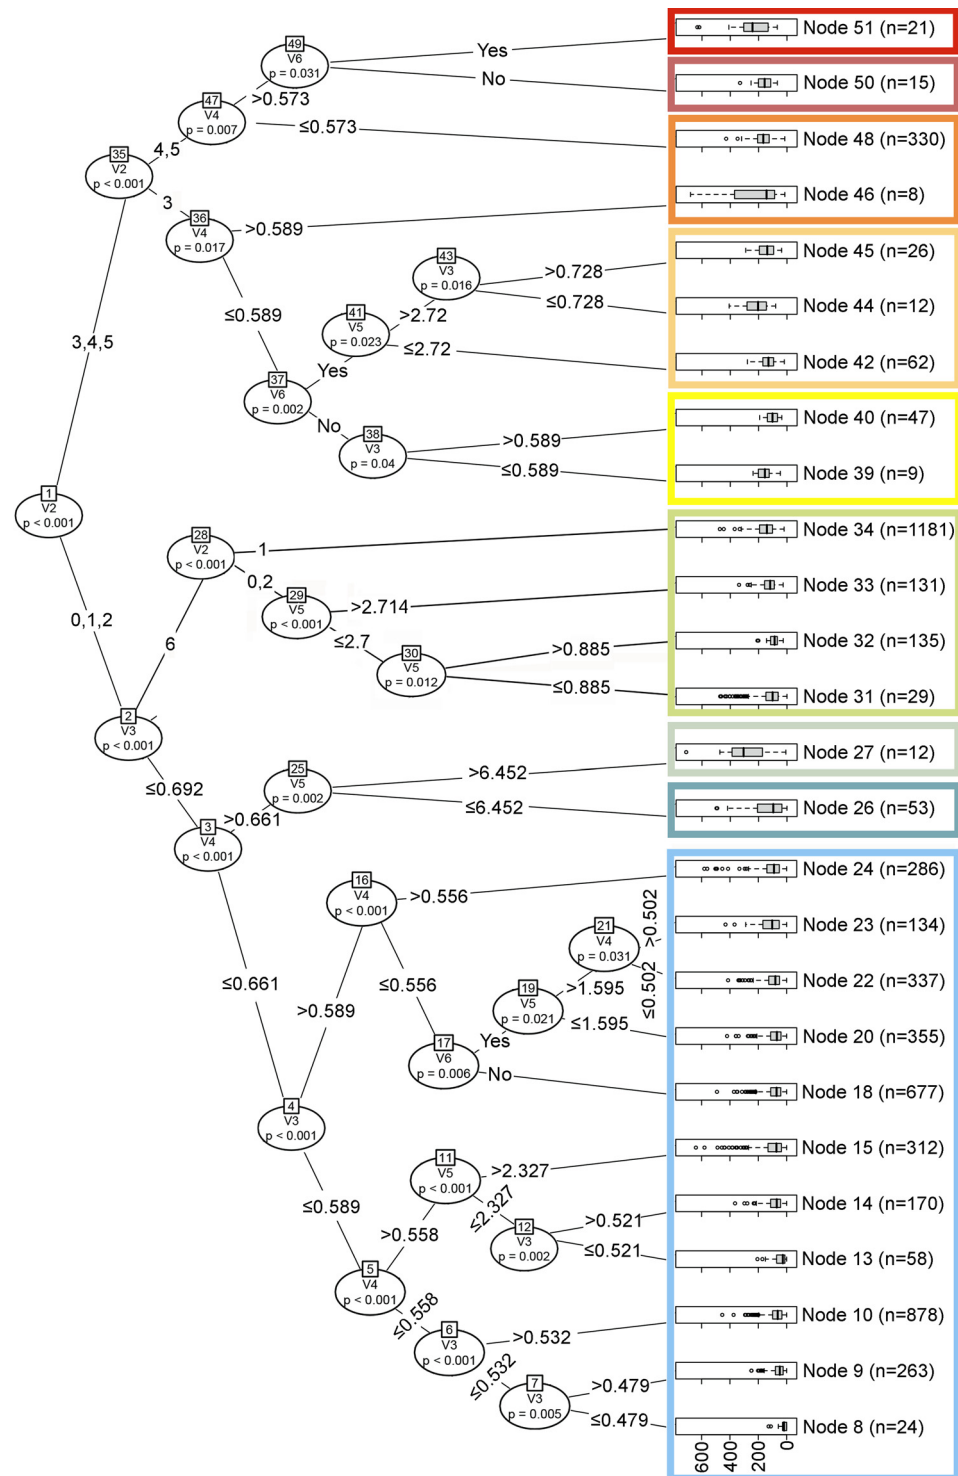 49
V6
p = 0.031
Yes
No
Node 51 (n=21)
Node 50 (n=15)
47
V4
p = 0.007
>0.573
≤0.573
Node 48 (n=330)
35
V2
p < 0.001
4,5
3
36
V4
p = 0.017
>0.589
Node 46 (n=8)
≤0.589
43
V3
p = 0.016
>0.728
≤0.728
Node 45 (n=26)
Node 44 (n=12)
41
V5
p = 0.023
>2.72
≤2.72
Node 42 (n=62)
3,4,5
37
V6
p = 0.002
Yes
No
38
V3
p = 0.04
>0.589
≤0.589
Node 40 (n=47)
Node 39 (n=9)
1
V2
p < 0.001
0,1,2
28
V2
p < 0.001
1
Node 34 (n=1181)
0,2
29
V5
p < 0.001
>2.714
Node 33 (n=131)
≤2.7
30
V5
p = 0.012
>0.885
≤0.885
Node 32 (n=135)
Node 31 (n=29)
6
2
V3
p < 0.001
≤0.692
25
V5
p = 0.002
>6.452
≤6.452
Node 27 (n=12)
Node 26 (n=53)
3
V4
p < 0.001
>0.661
≤0.661
16
V4
p < 0.001
>0.556
Node 24 (n=286)
≤0.556
21
V4
p = 0.031
>0.502
≤0.502
Node 23 (n=134)
Node 22 (n=337)
19
V5
p = 0.021
>1.595
≤1.595
Node 20 (n=355)
>0.589
17
V6
p = 0.006
Yes
No
Node 18 (n=677)
4
V3
p < 0.001
≤0.589
11
V5
p < 0.001
>2.327
Node 15 (n=312)
≤2.327
12
V3
p = 0.002
>0.521
≤0.521
Node 14 (n=170)
Node 13 (n=58)
>0.558
5
V4
p < 0.001
≤0.558
6
V3
p < 0.001
>0.532
Node 10 (n=878)
≤0.532
7
V3
p = 0.005
>0.479
≤0.479
Node 9 (n=263)
Node 8 (n=24)
600
400
200
0